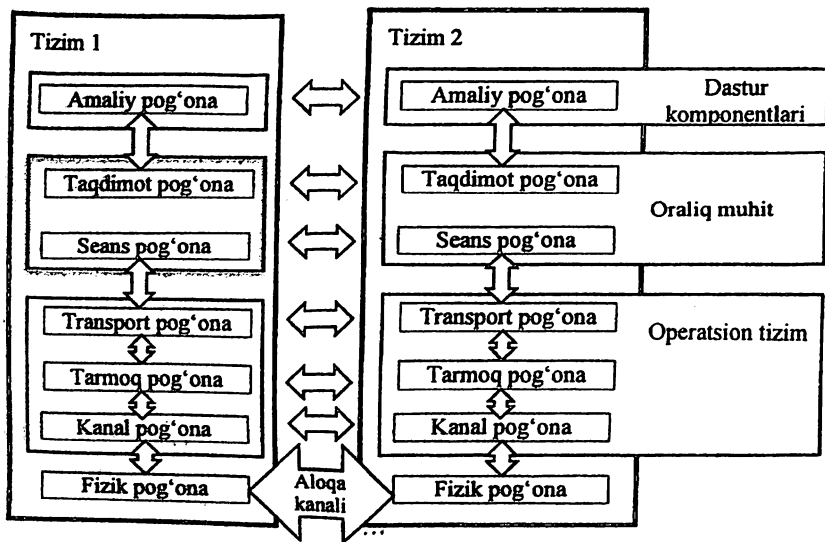 Tizim 1
Amaliy pog‘ona
Taqdimot pog‘ona
Seans pog‘ona
Transport pog‘ona
Tarmoq pog‘ona
Kanal pog‘ona
Fizik pog‘ona
Aloqa
kanali
...
Tizim 2
Amaliy pog‘ona
Dastur
komponentlari
Taqdimot pog‘ona
Oraliq muhit
Seans pog‘ona
Transport pog‘ona
Operatsion tizim
Tarmoq pog‘ona
Kanal pog‘ona
Fizik pog‘ona